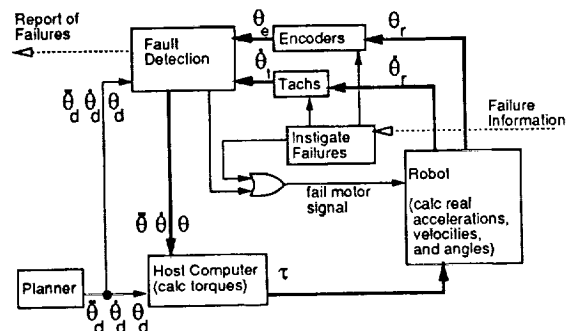 Report of
Failures
Fault
Detection
θe
Encoders
θr
θ̇t
Tachs
θ̇r
θ̈d θ̇d θd
Instigate
Failures
Failure
Information
fail motor
signal
Robot
(calc real
accelerations,
velocities,
and angles)
θ̈ θ̇ θ
Host Computer
(calc torques)
τ
Planner
θ̈d θ̇d θd